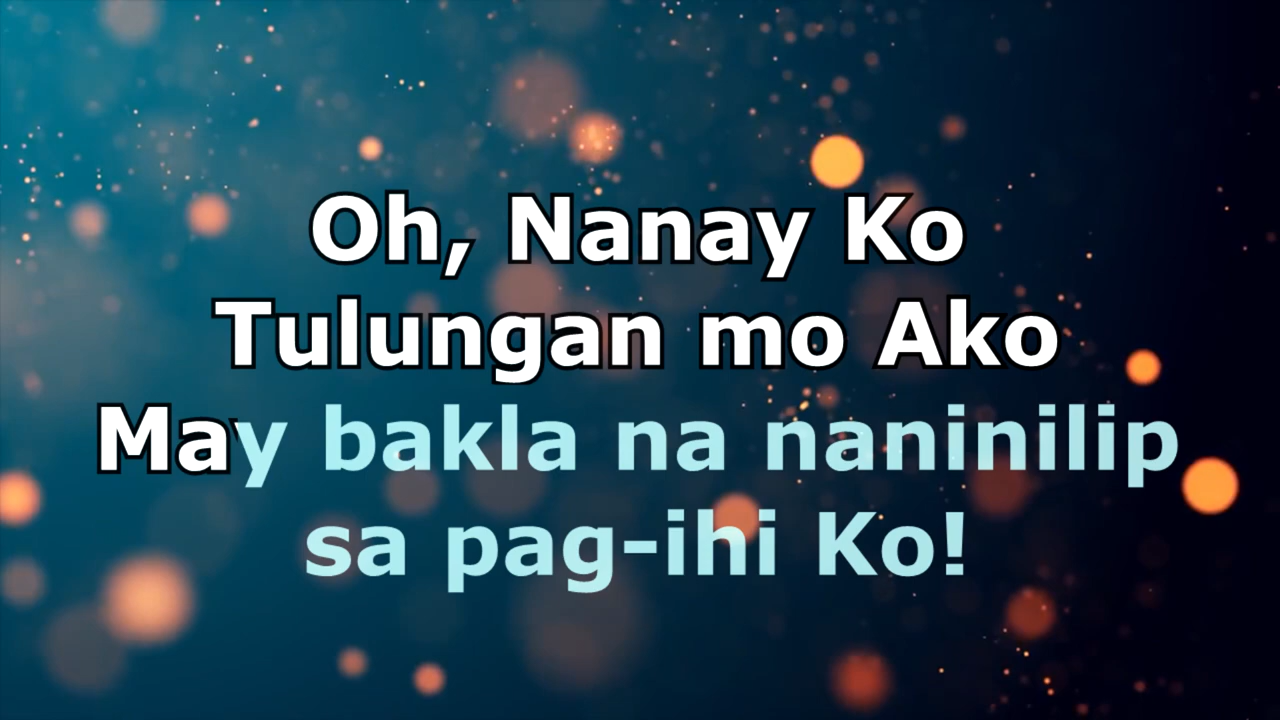 Oh, Nanay Ko
Tulungan mo Ako
May bakla na naninilip
sa pag-ihi Ko!